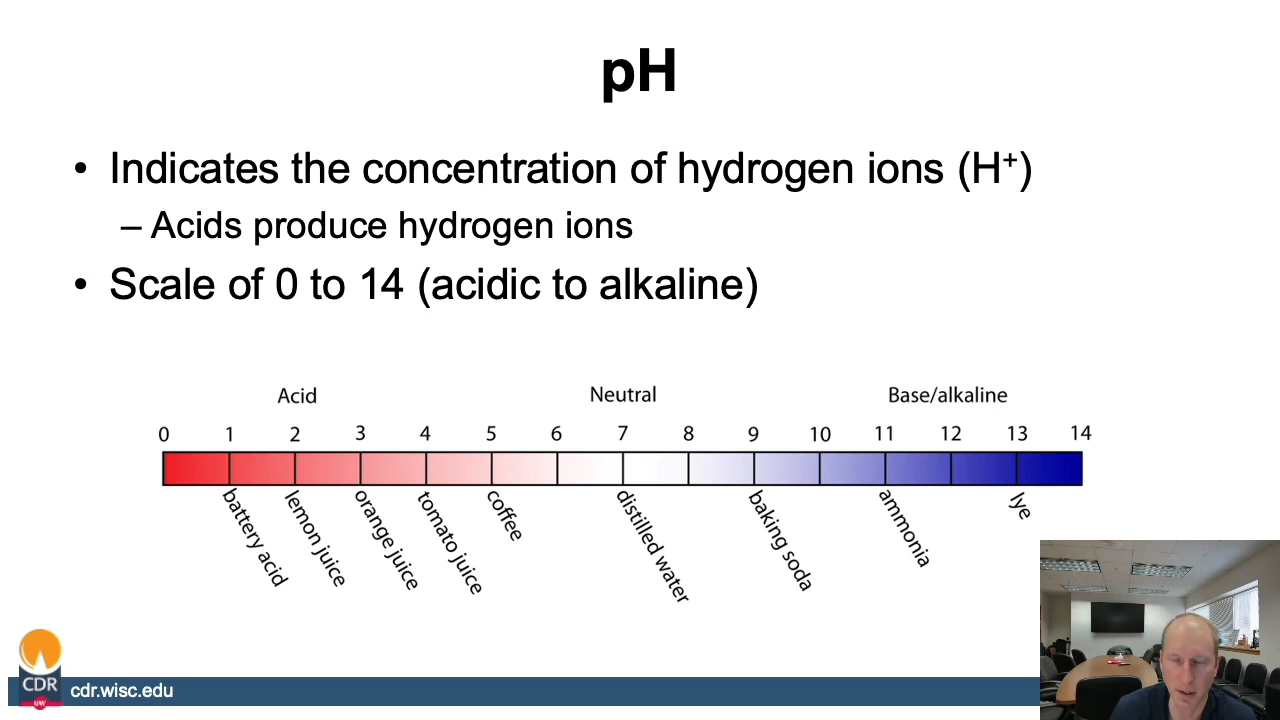 pH
• Indicates the concentration of hydrogen ions (H⁺)
– Acids produce hydrogen ions
• Scale of 0 to 14 (acidic to alkaline)
Acid Neutral Base/alkaline
0 1 2 3 4 5 6 7 8 9 10 11 12 13 14
battery acid
lemon juice
orange juice
tomato juice
coffee
distilled water
baking soda
ammonia
lye
CDR
UW
cdr.wisc.edu